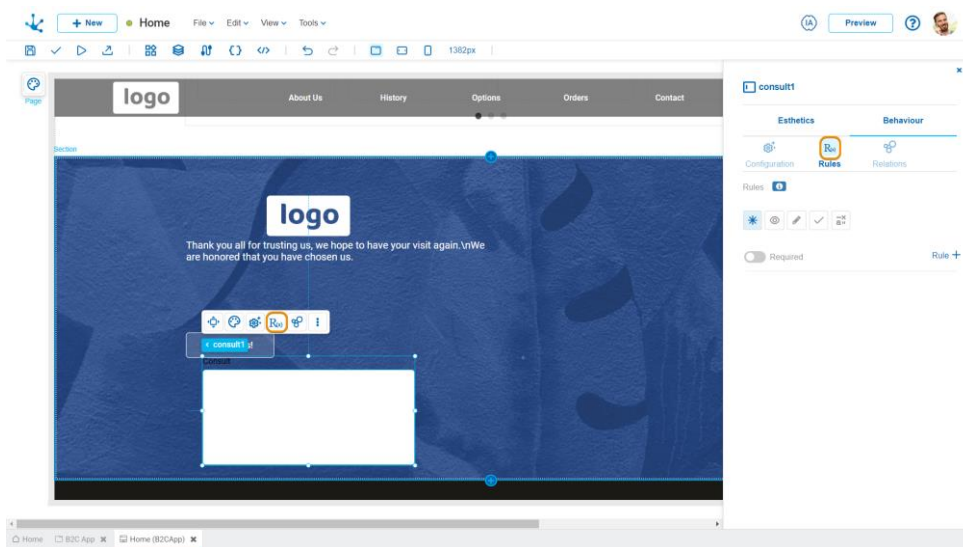 + New Home File Edit View Tools IA Preview ?
1382px
Page
logo About Us History Options Orders Contact
consult1
Esthetics Behaviour
Section
R(x)
Configuration Rules Relations
Rules
logo
Thank you all for trusting us, we hope to have your visit again.\nWe
are honored that you have chosen us.
Required Rule +
R(x)
consult1
Consult
Home B2C App Home (B2CApp)